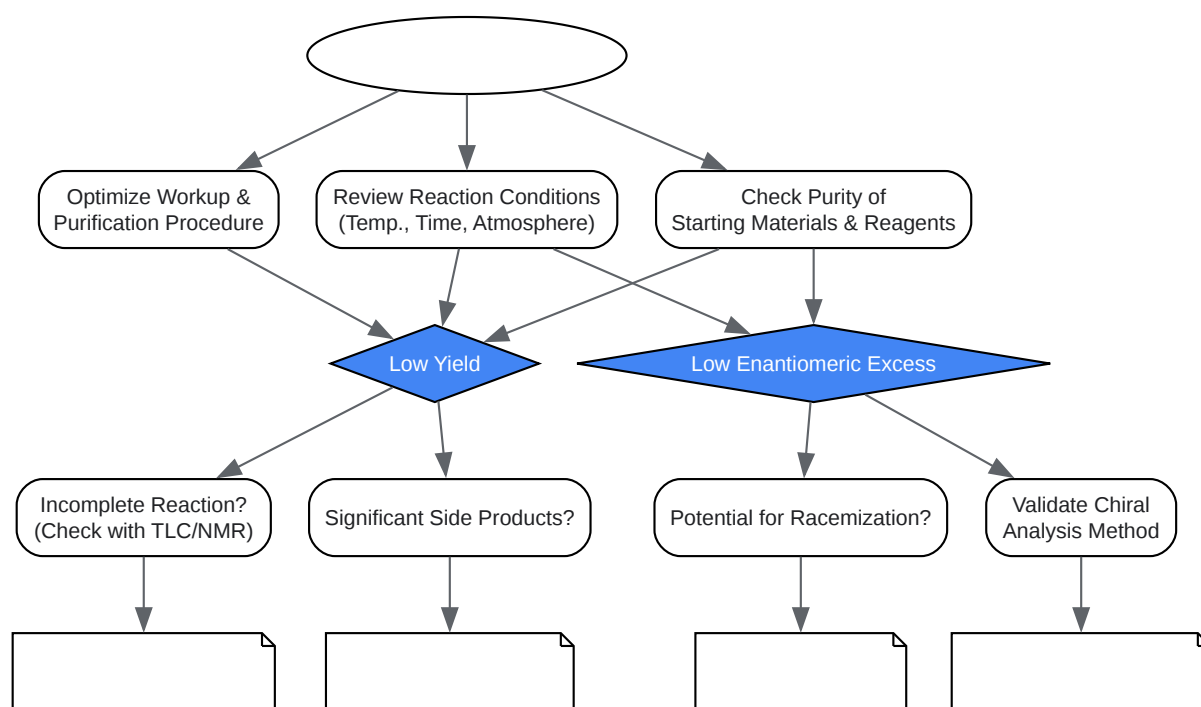 Optimize Workup &
Purification Procedure
Review Reaction Conditions
(Temp., Time, Atmosphere)
Check Purity of
Starting Materials & Reagents
Low Yield
Low Enantiomeric Excess
Incomplete Reaction?
(Check with TLC/NMR)
Significant Side Products?
Potential for Racemization?
Validate Chiral
Analysis Method